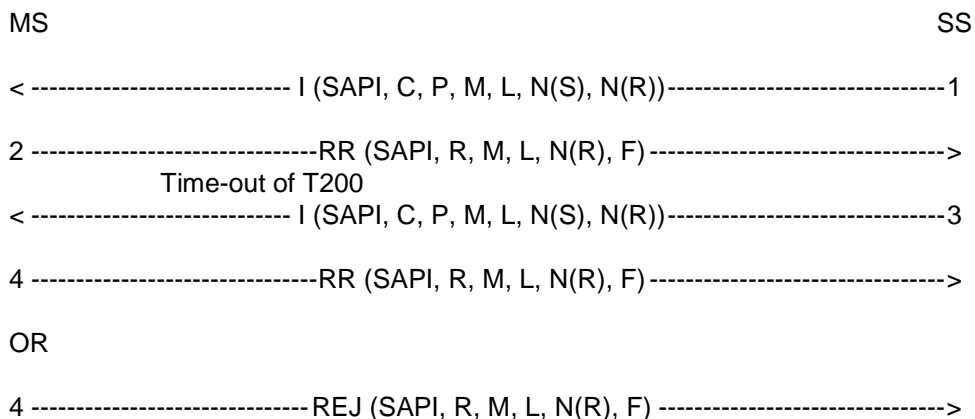 MS SS
< ----------------------------- I (SAPI, C, P, M, L, N(S), N(R))-------------------------------1
2 --------------------------------RR (SAPI, R, M, L, N(R), F) --------------------------------->
Time-out of T200
< ----------------------------- I (SAPI, C, P, M, L, N(S), N(R))-------------------------------3
4 --------------------------------RR (SAPI, R, M, L, N(R), F) --------------------------------->
OR
4 -------------------------------REJ (SAPI, R, M, L, N(R), F) -------------------------------->